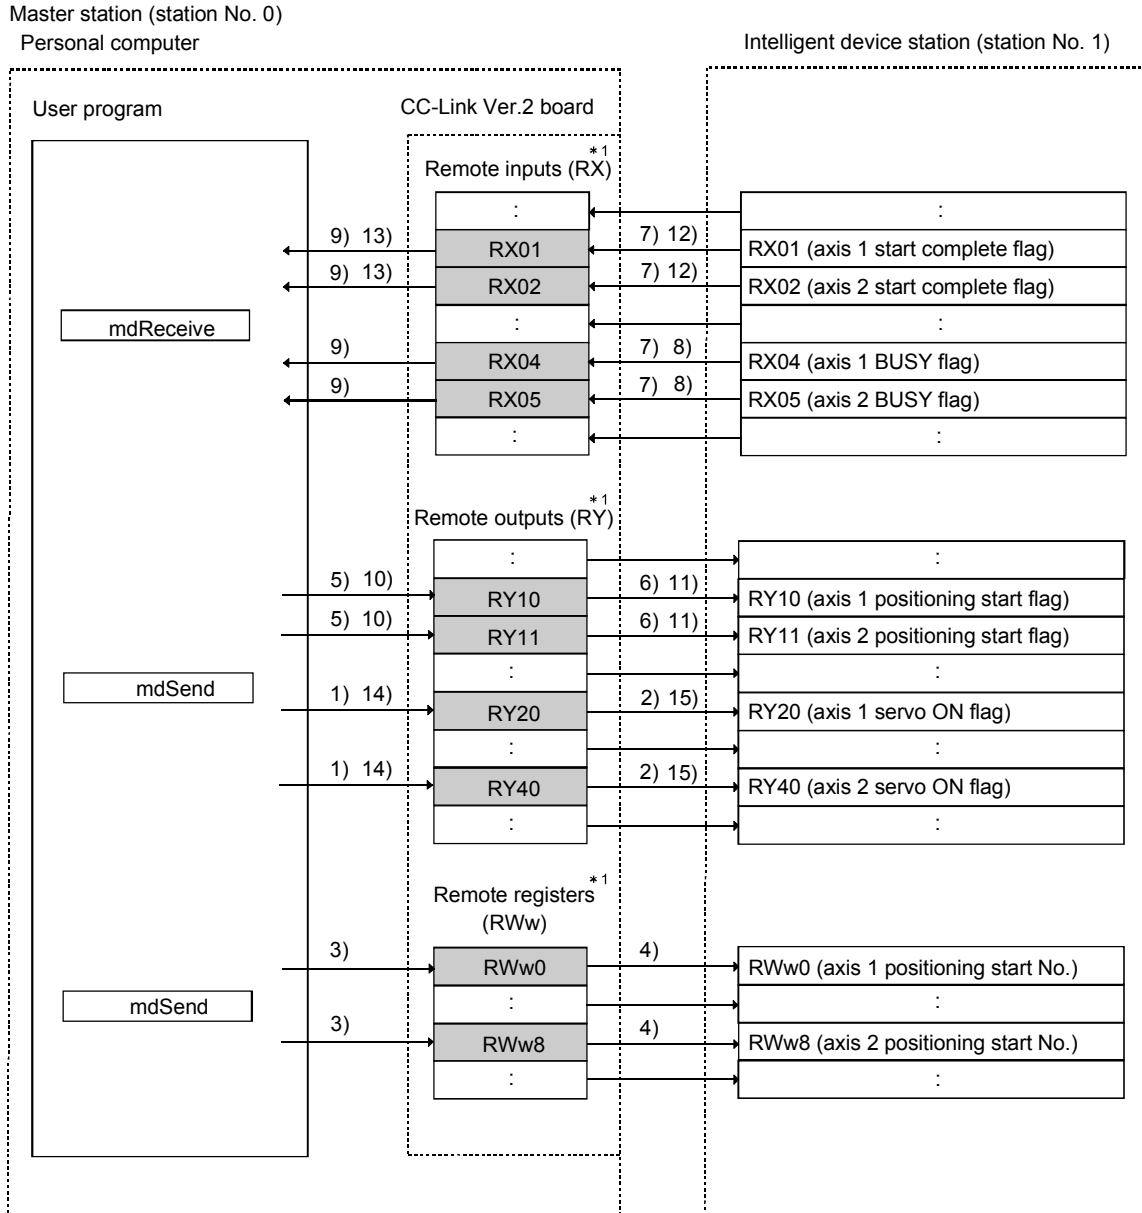 Master station (station No. 0)
Personal computer
Intelligent device station (station No. 1)
User program
CC-Link Ver.2 board
*1
Remote inputs (RX)
:
:
9) 13)
RX01
7) 12)
RX01 (axis 1 start complete flag)
9) 13)
RX02
7) 12)
RX02 (axis 2 start complete flag)
mdReceive
:
:
9)
RX04
7) 8)
RX04 (axis 1 BUSY flag)
9)
RX05
7) 8)
RX05 (axis 2 BUSY flag)
:
:
*1
Remote outputs (RY)
:
:
5) 10)
RY10
6) 11)
RY10 (axis 1 positioning start flag)
5) 10)
RY11
6) 11)
RY11 (axis 2 positioning start flag)
:
:
mdSend
1) 14)
RY20
2) 15)
RY20 (axis 1 servo ON flag)
:
:
1) 14)
RY40
2) 15)
RY40 (axis 2 servo ON flag)
:
:
*1
Remote registers
(RWw)
3)
RWw0
4)
RWw0 (axis 1 positioning start No.)
mdSend
:
:
3)
RWw8
4)
RWw8 (axis 2 positioning start No.)
:
: